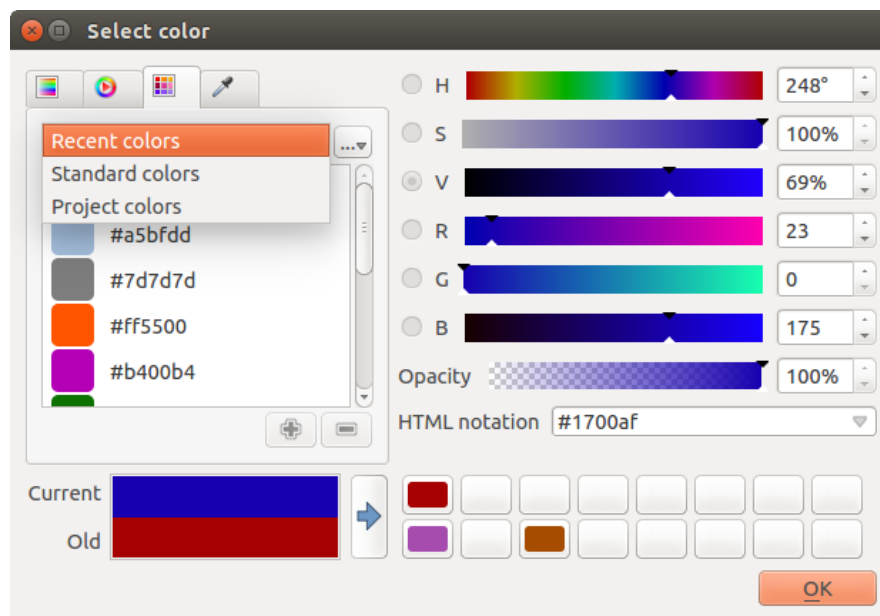 Select color
Recent colors
...
Standard colors
Project colors
#a5bfdd
#7d7d7d
#ff5500
#b400b4
H 248°
S 100%
V 69%
R 23
G 0
B 175
Opacity 100%
HTML notation #1700af
Current
Old
OK